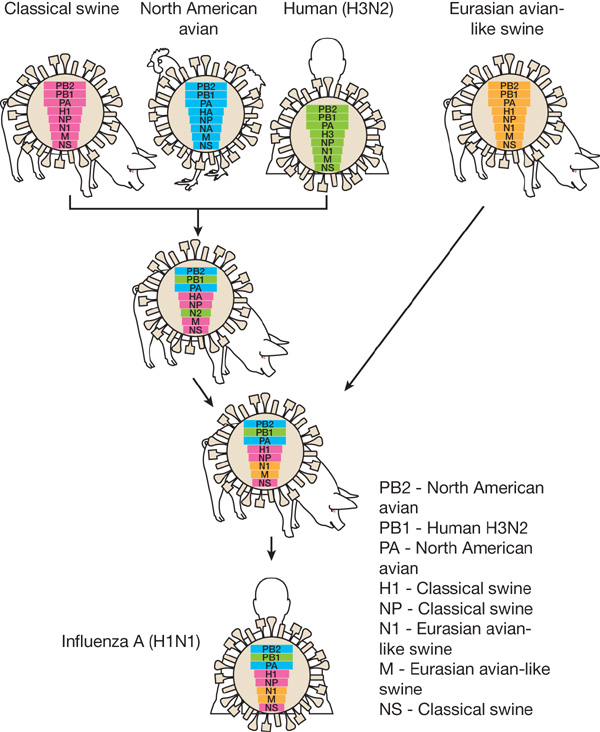 Classical swine
North American
avian
Human (H3N2)
Eurasian avian-
like swine
PB2
PB1
PA
H1
NP
N1
M
NS
PB2
PB1
PA
HA
NP
NA
M
NS
PB2
PB1
PA
H3
NP
N1
M
NS
PB2
PB1
PA
H1
NP
N1
M
NS
PB2
PB1
PA
HA
NP
N2
M
NS
PB2
PB1
PA
H1
NP
N1
M
NS
PB2 - North American
avian
PB1 - Human H3N2
PA - North American
avian
H1 - Classical swine
NP - Classical swine
N1 - Eurasian avian-
like swine
M - Eurasian avian-like
swine
NS - Classical swine
Influenza A (H1N1)
PB2
PB1
PA
H1
NP
N1
M
NS